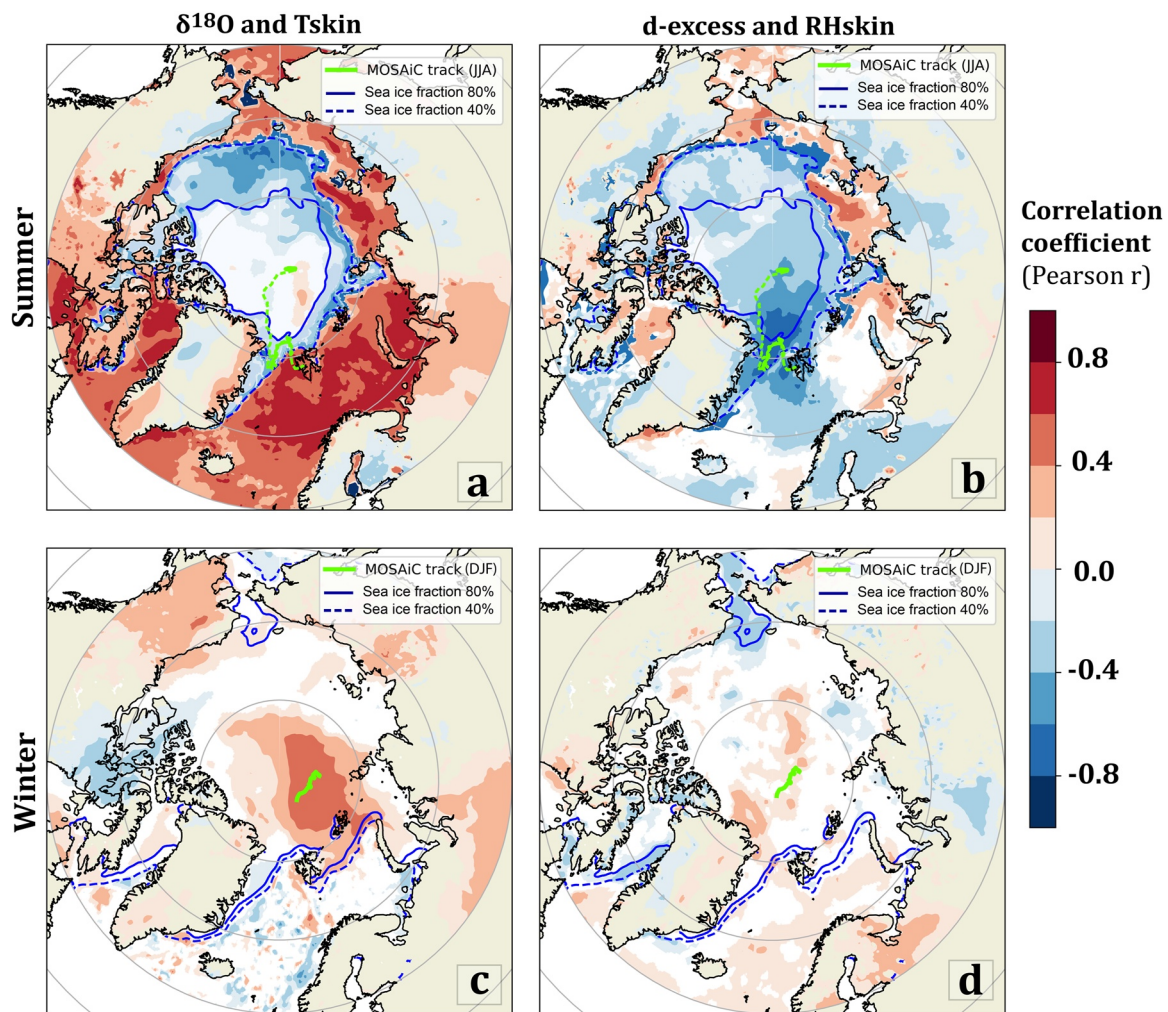 δ¹⁸O and Tskin
d-excess and RHskin
Summer
MOSAiC track (JJA)
Sea ice fraction 80%
Sea ice fraction 40%
a
MOSAiC track (JJA)
Sea ice fraction 80%
Sea ice fraction 40%
b
Winter
MOSAiC track (DJF)
Sea ice fraction 80%
Sea ice fraction 40%
c
MOSAiC track (DJF)
Sea ice fraction 80%
Sea ice fraction 40%
d
Correlation
coefficient
(Pearson r)
0.8
0.4
0.0
-0.4
-0.8